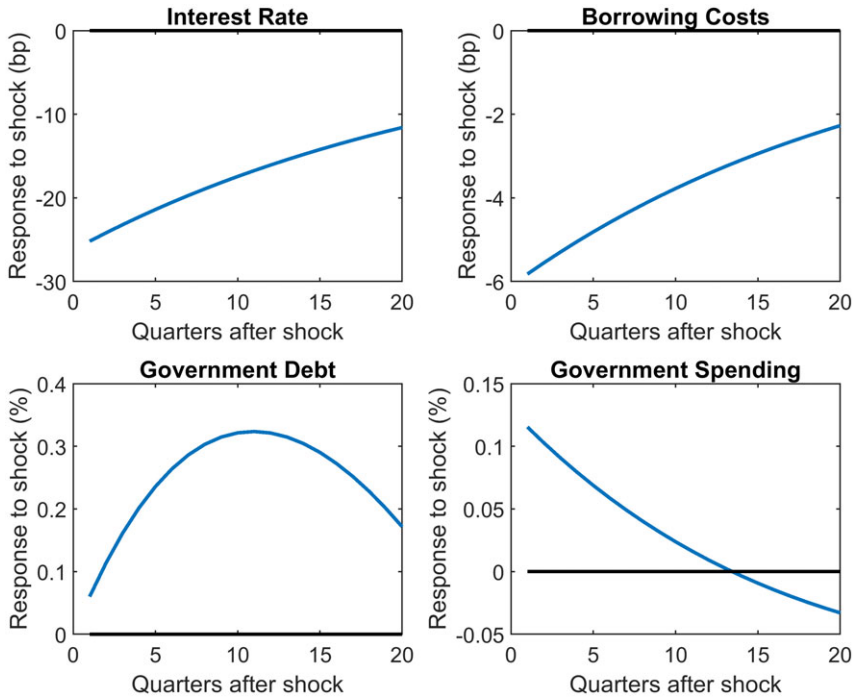 Interest Rate
0
-10
-20
-30
Response to shock (bp)
0 5 10 15 20
Quarters after shock
Borrowing Costs
0
-2
-4
-6
Response to shock (bp)
0 5 10 15 20
Quarters after shock
Government Debt
0.4
0.3
0.2
0.1
0
Response to shock (%)
0 5 10 15 20
Quarters after shock
Government Spending
0.15
0.1
0.05
0
-0.05
Response to shock (%)
0 5 10 15 20
Quarters after shock